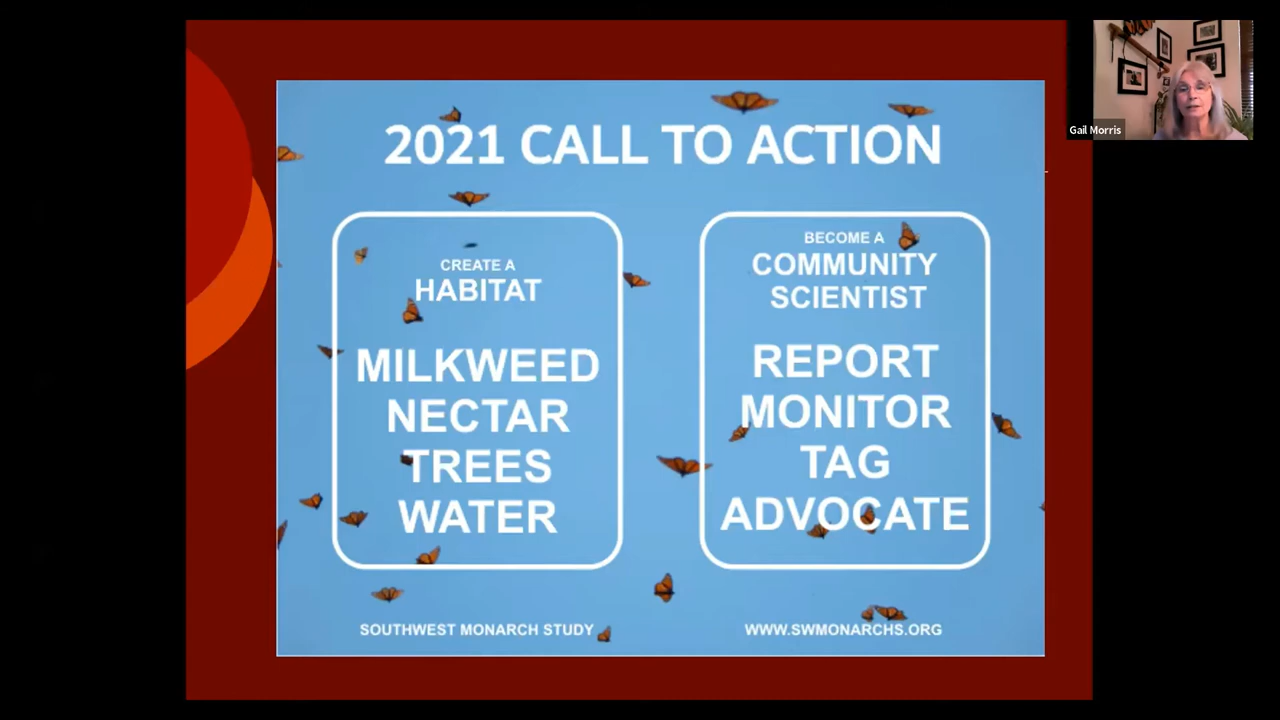 2021 CALL TO ACTION
CREATE A
HABITAT
MILKWEED
NECTAR
TREES
WATER
BECOME A
COMMUNITY
SCIENTIST
REPORT
MONITOR
TAG
ADVOCATE
SOUTHWEST MONARCH STUDY
WWW.SWMONARCHS.ORG
Gail Morris